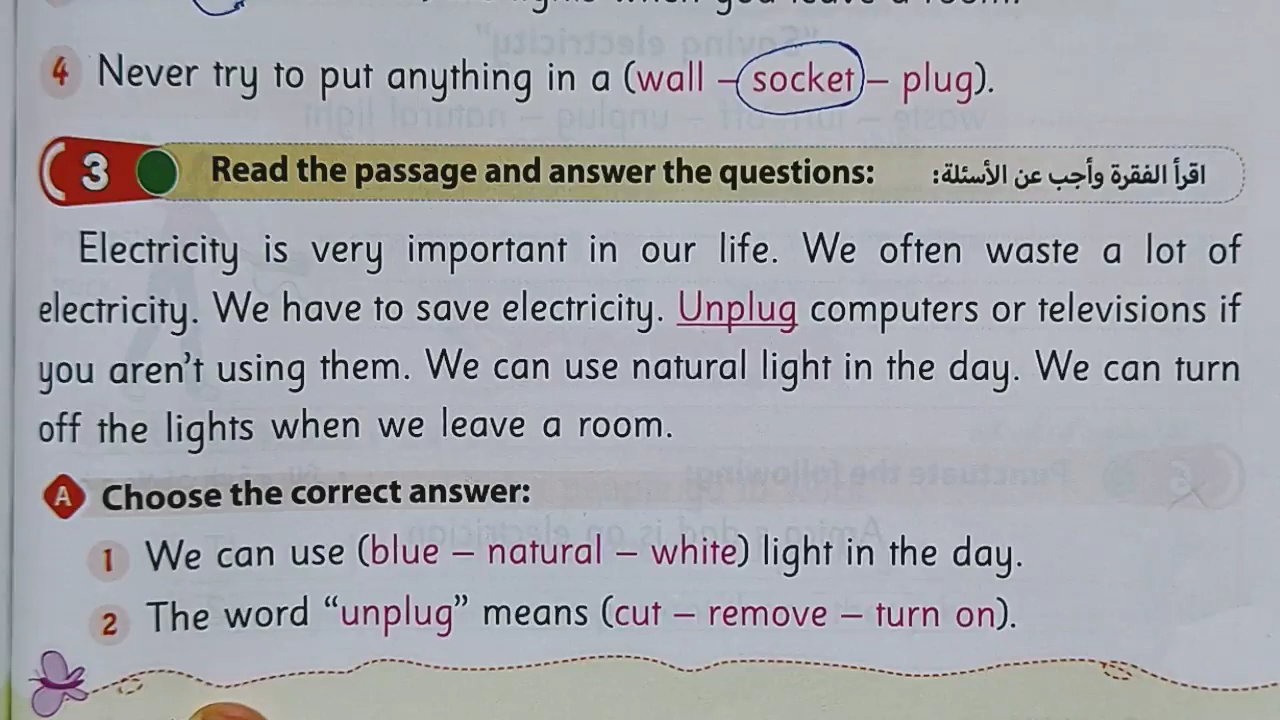 when you leave a room.
4 Never try to put anything in a (wall – socket – plug).
3 Read the passage and answer the questions: اقرأ الفقرة وأجب عن الأسئلة:
Electricity is very important in our life. We often waste a lot of
electricity. We have to save electricity. Unplug computers or televisions if
you aren't using them. We can use natural light in the day. We can turn
off the lights when we leave a room.
A Choose the correct answer:
1 We can use (blue – natural – white) light in the day.
2 The word “unplug” means (cut – remove – turn on).